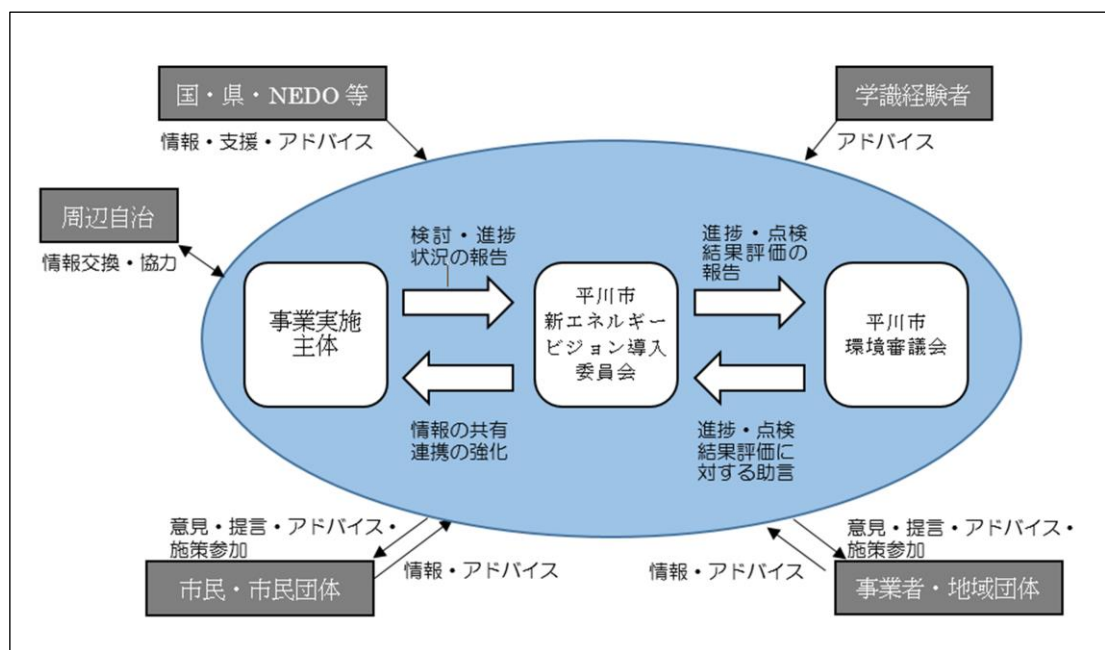 国・県・NEDO 等
情報・支援・アドバイス
学識経験者
アドバイス
周辺自治
情報交換・協力
検討・進捗
状況の報告
進捗・点検
結果評価の
報告
事業実施
主体
平川市
新エネルギー
ビジョン導入
委員会
平川市
環境審議会
情報の共有
連携の強化
進捗・点検
結果評価に
対する助言
意見・提言・アドバイス・
施策参加
情報・アドバイス
市民・市民団体
意見・提言・アドバイス・
施策参加
情報・アドバイス
事業者・地域団体